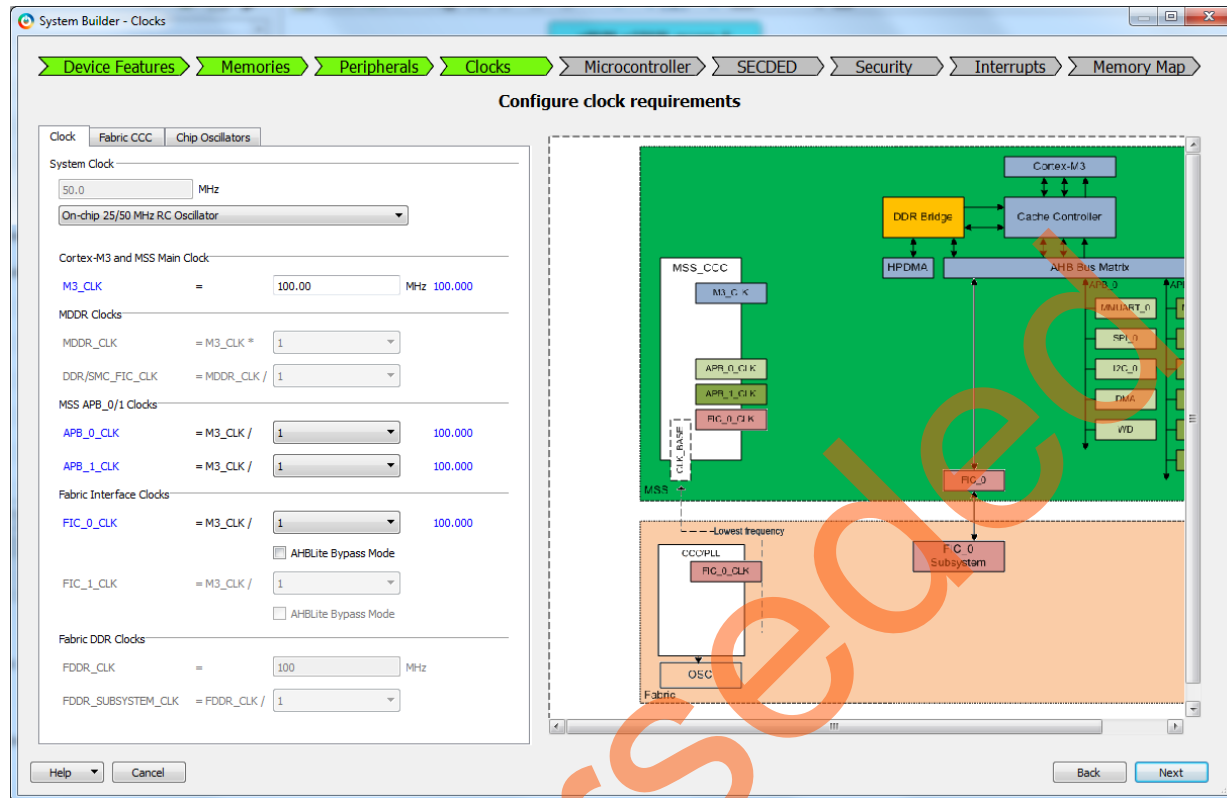 System Builder - Clocks
Device Features Memories Peripherals Clocks Microcontroller SECDED Security Interrupts Memory Map
Configure clock requirements
Clock Fabric CCC Chip Oscillators
System Clock
50.0 MHz
On-chip 25/50 MHz RC Oscillator
Cortex-M3 and MSS Main Clock
M3_CLK = 100.00 MHz 100.000
MDDR Clocks
MDDR_CLK = M3_CLK * 1
DDR/SMC_FIC_CLK = MDDR_CLK / 1
MSS APB_0/1 Clocks
APB_0_CLK = M3_CLK / 1 100.000
APB_1_CLK = M3_CLK / 1 100.000
Fabric Interface Clocks
FIC_0_CLK = M3_CLK / 1 100.000
AHBLite Bypass Mode
FIC_1_CLK = M3_CLK / 1
AHBLite Bypass Mode
Fabric DDR Clocks
FDDR_CLK = 100 MHz
FDDR_SUBSYSTEM_CLK = FDDR_CLK / 1
Cortex-M3
DDR Bridge
Cache Controller
MSS_CCC
HPDMA
AHB Bus Matrix
M3_CLK
APB_0
MMUART_0
SPI_0
APB_0_CLK
I2C_0
APB_1_CLK
DMA
FIC_0_CLK
WD
CLK_BASE
FIC_0
MSS
Lowest frequency
CCC/PLL
FIC_0_CLK
FIC_0
Subsystem
OSC
Fabric
Help Cancel Back Next